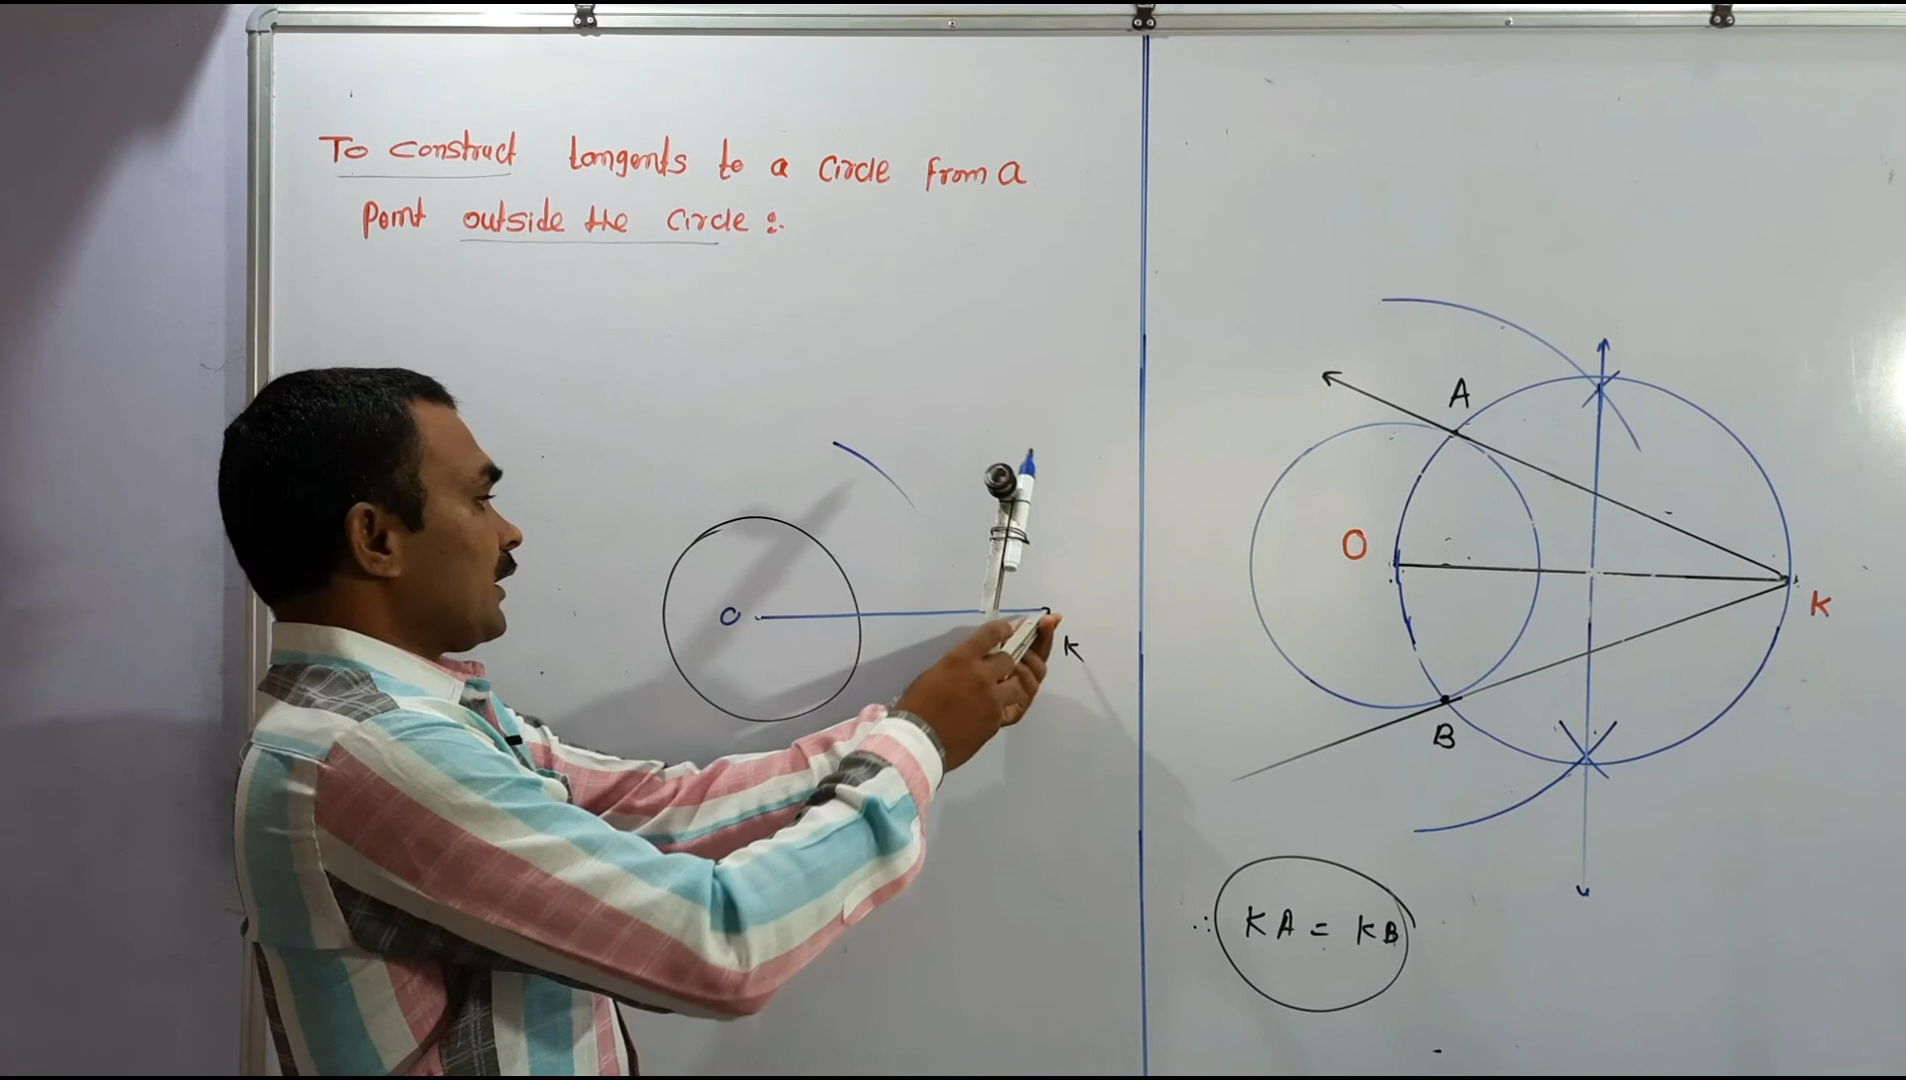 To construct tangents to a circle from a
point outside the circle :-
O
K
A
O
K
B
∴ KA = KB